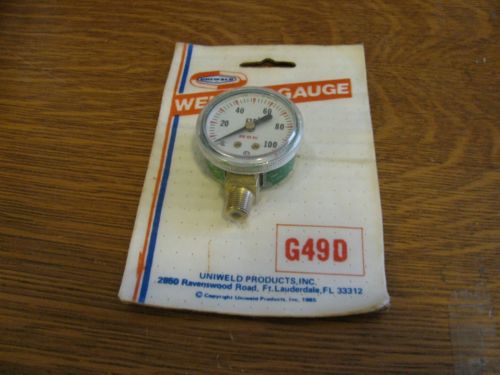 UNIWELD
WE GAUGE
40 60
20 80
100
G49D
UNIWELD PRODUCTS, INC.
2850 Ravenswood Road, Ft. Lauderdale, FL 33312
© Copyright Uniweld Products, Inc. 1985